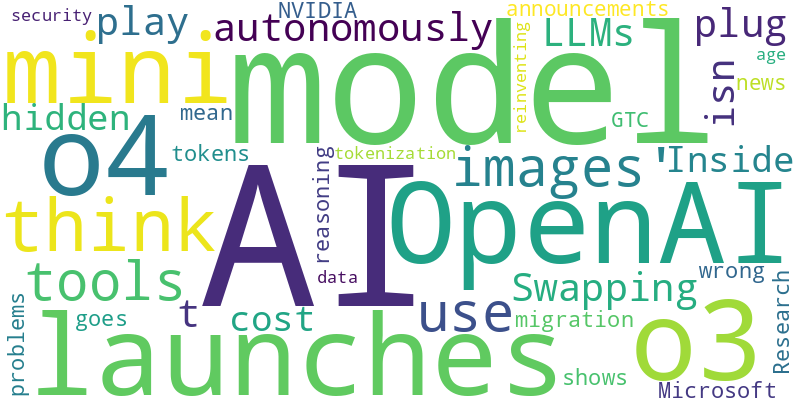 security
play
NVIDIA
autonomously
announcements
LLMs
plug
age
news
mini
model
reinventing
isn
hidden
mean
GTC
o4
tokens
reasoning
tokenization
images
'
Inside
think
AI
OpenAI
tools
data
use
Swapping
wrong
problems
goes
t
cost
migration
o3
Research
launches
shows
Microsoft